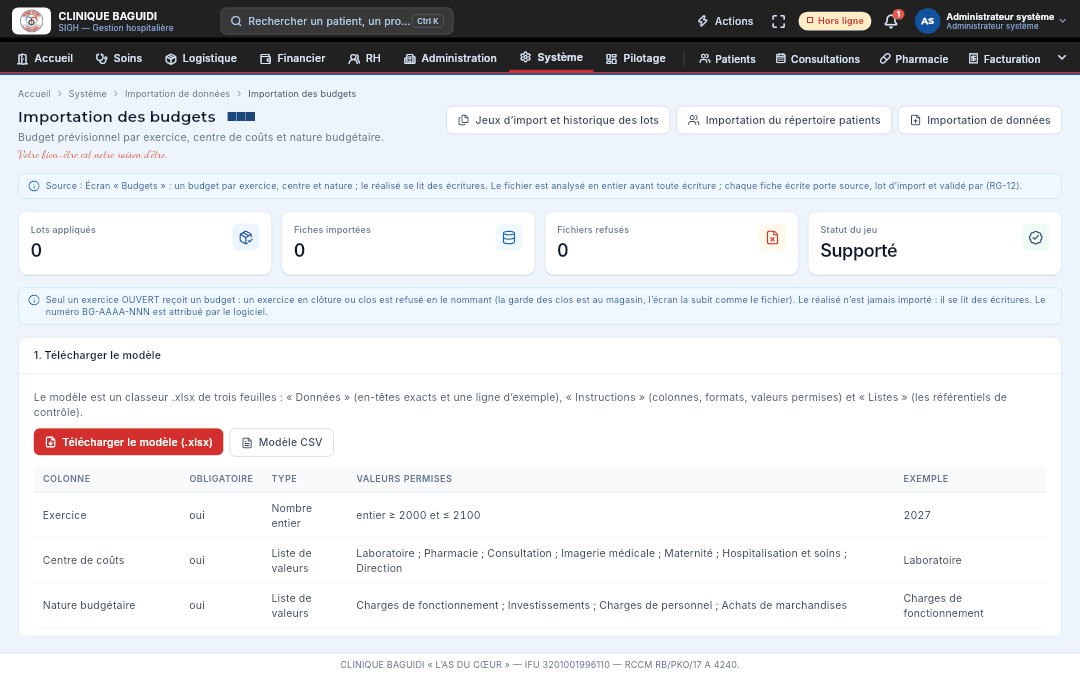 CLINIQUE BAGUIDI
SIGH — Gestion hospitalière
Rechercher un patient, un pro... Ctrl K
Actions
Hors ligne
1
AS
Administrateur système
Administrateur système
Accueil Soins Logistique Financier RH Administration Système Pilotage Patients Consultations Pharmacie Facturation
Accueil > Système > Importation de données > Importation des budgets
Importation des budgets
Budget prévisionnel par exercice, centre de coûts et nature budgétaire.
Votre bien-être est notre raison d'être.
Jeux d'import et historique des lots
Importation du répertoire patients
Importation de données
Source : Écran « Budgets » : un budget par exercice, centre et nature ; le réalisé se lit des écritures. Le fichier est analysé en entier avant toute écriture ; chaque fiche écrite porte source, lot d'import et validé par (RG-12).
Lots appliqués
0
Fiches importées
0
Fichiers refusés
0
Statut du jeu
Supporté
Seul un exercice OUVERT reçoit un budget : un exercice en clôture ou clos est refusé en le nommant (la garde des clos est au magasin, l'écran la subit comme le fichier). Le réalisé n'est jamais importé : il se lit des écritures. Le
numéro BG-AAAA-NNN est attribué par le logiciel.
1. Télécharger le modèle
Le modèle est un classeur .xlsx de trois feuilles : « Données » (en-têtes exacts et une ligne d'exemple), « Instructions » (colonnes, formats, valeurs permises) et « Listes » (les référentiels de
contrôle).
Télécharger le modèle (.xlsx)
Modèle CSV
COLONNE OBLIGATOIRE TYPE VALEURS PERMISES EXEMPLE
Exercice oui Nombre entier entier ≥ 2000 et ≤ 2100 2027
Centre de coûts oui Liste de valeurs Laboratoire ; Pharmacie ; Consultation ; Imagerie médicale ; Maternité ; Hospitalisation et soins ; Direction Laboratoire
Nature budgétaire oui Liste de valeurs Charges de fonctionnement ; Investissements ; Charges de personnel ; Achats de marchandises Charges de fonctionnement
CLINIQUE BAGUIDI « L'AS DU CŒUR » — IFU 3201001996110 — RCCM RB/PKO/17 A 4240.